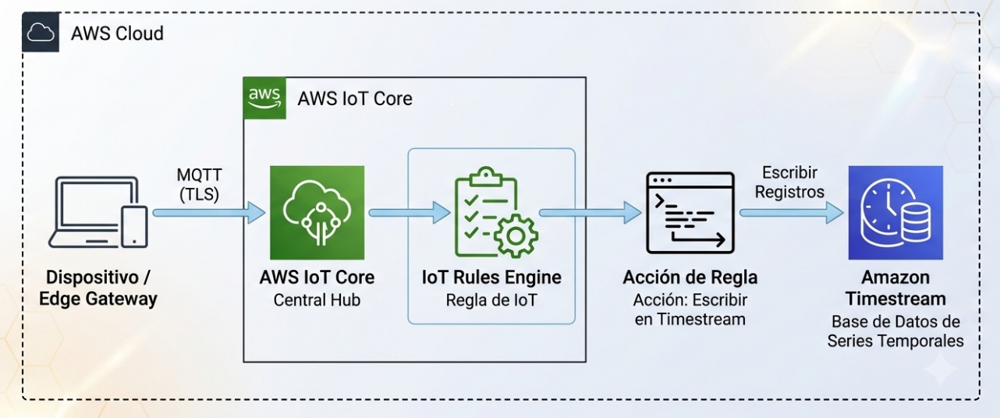 AWS Cloud
aws
AWS IoT Core
MQTT
(TLS)
Escribir
Registros
Dispositivo /
Edge Gateway
AWS IoT Core
Central Hub
IoT Rules Engine
Regla de IoT
Acción de Regla
Acción: Escribir
en Timestream
Amazon
Timestream
Base de Datos de
Series Temporales